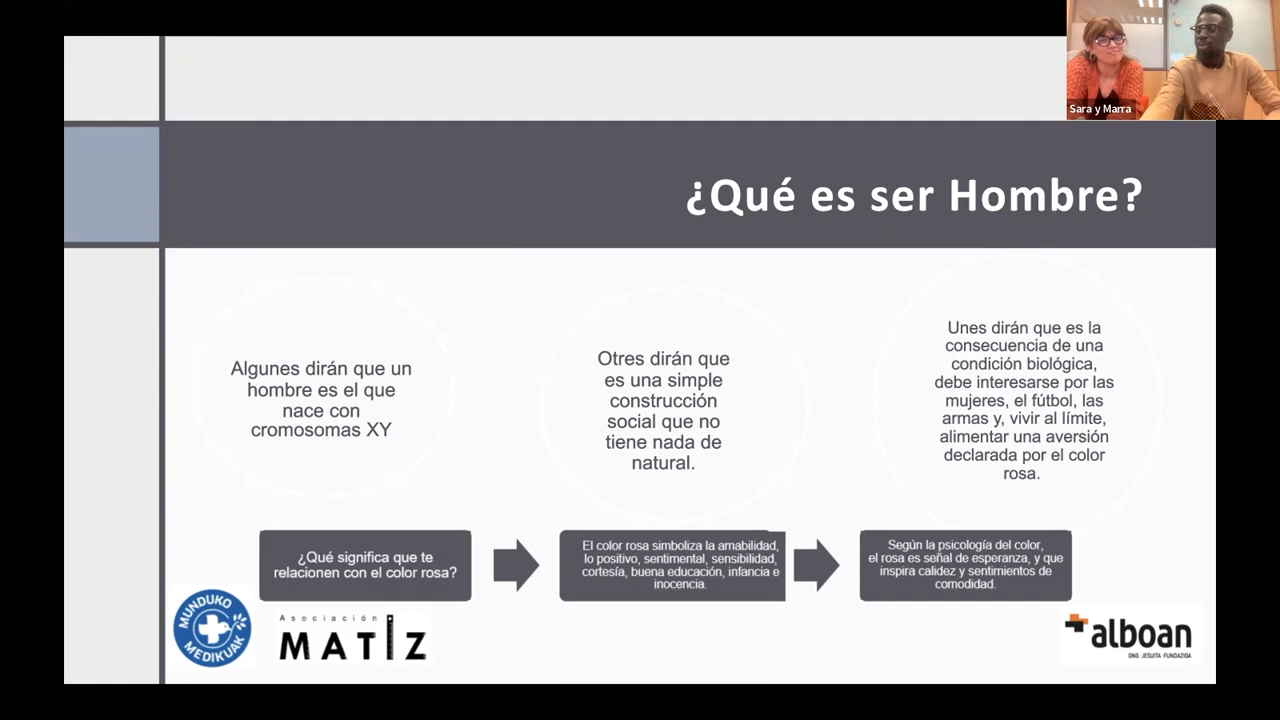 Sara y Marra
¿Qué es ser Hombre?
Algunes dirán que un
hombre es el que
nace con
cromosomas XY
Otres dirán que
es una simple
construcción
social que no
tiene nada de
natural.
Unes dirán que es la
consecuencia de una
condición biológica,
debe interesarse por las
mujeres, el fútbol, las
armas y, vivir al límite,
alimentar una aversión
declarada por el color
rosa.
¿Qué significa que te
relacionen con el color rosa?
El color rosa simboliza la amabilidad,
lo positivo, sentimental, sensibilidad,
cortesía, buena educación, infancia e
inocencia.
Según la psicología del color,
el rosa es señal de esperanza, y que
inspira calidez y sentimientos de
comodidad.
MUNDUKO
MEDIKUAK
Asociación
MATIZ
alboan
ONG JESUITA FUNDAZIOA